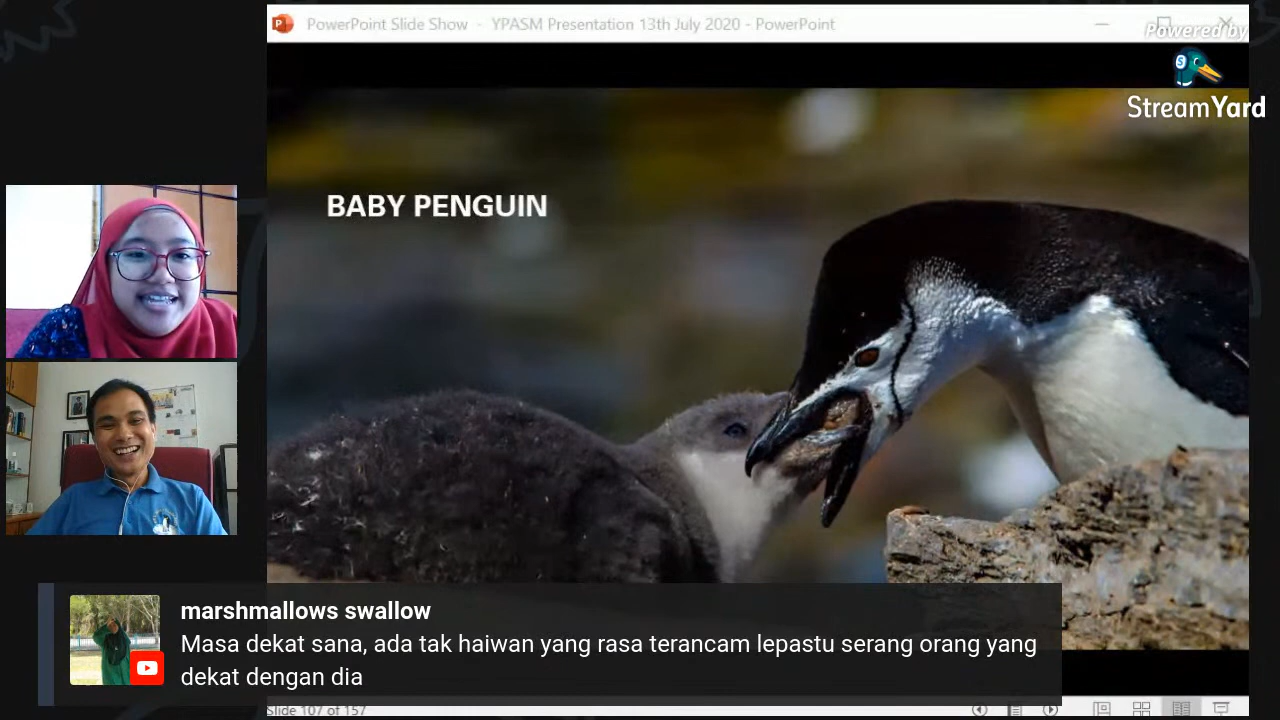 PowerPoint Slide Show - YPASM Presentation 13th July 2020 - PowerPoint
Powered by
StreamYard
BABY PENGUIN
marshmallows swallow
Masa dekat sana, ada tak haiwan yang rasa terancam lepastu serang orang yang
dekat dengan dia
Slide 107 of 157